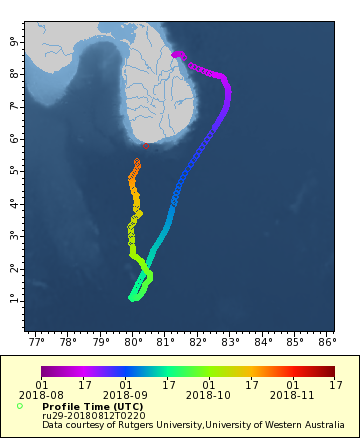 9°
8°
7°
6°
5°
4°
3°
2°
1°
77° 78° 79° 80° 81° 82° 83° 84° 85° 86°
01 17 01 17 01 17 01 17
2018-08 2018-09 2018-10 2018-11
Profile Time (UTC)
ru29-20180812T0220
Data courtesy of Rutgers University,University of Western Australia